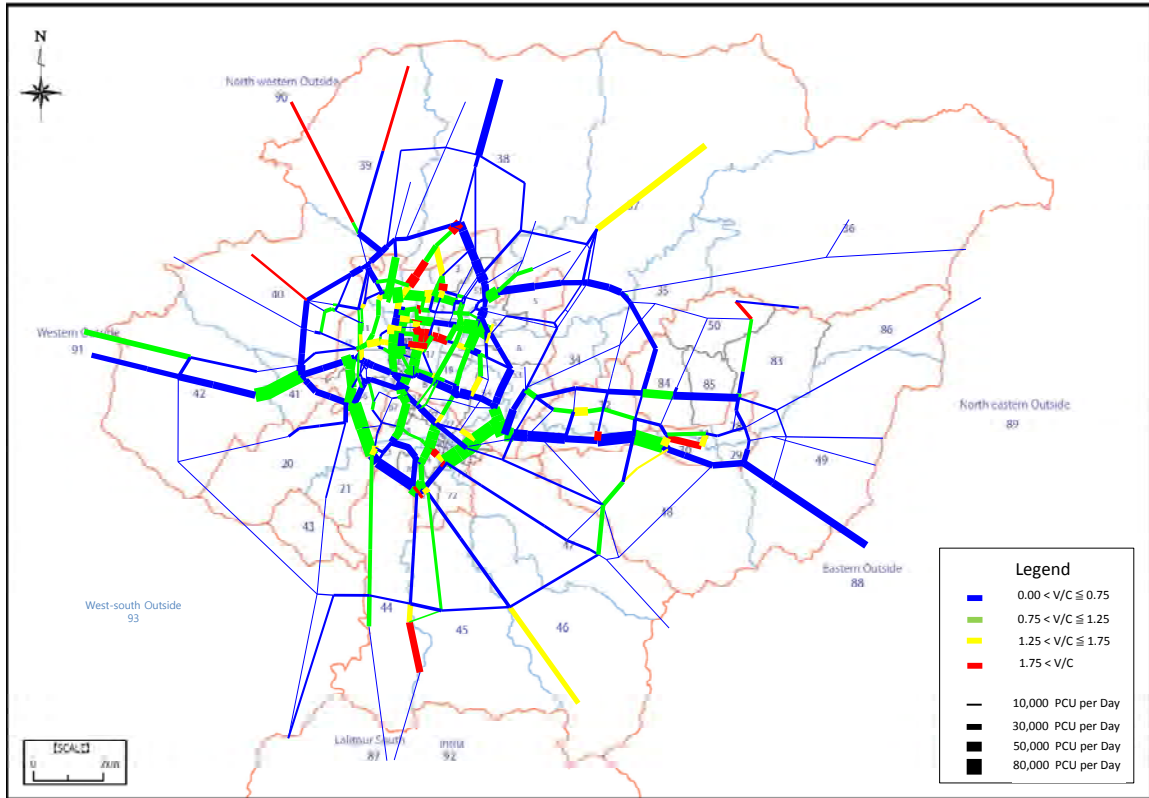 N
North-western Outside
90
39
38
37
36
40
35
50
86
Western Outside
91
83
34
84
85
42
41
North eastern Outside
89
20
29
49
21
72
43
48
47
Eastern Outside
88
West-south Outside
93
44
45
46
Lalitpur South
87
India
92
[SCALE]
Legend
0.00 < V/C ≦ 0.75
0.75 < V/C ≦ 1.25
1.25 < V/C ≦ 1.75
1.75 < V/C
10,000 PCU per Day
30,000 PCU per Day
50,000 PCU per Day
80,000 PCU per Day